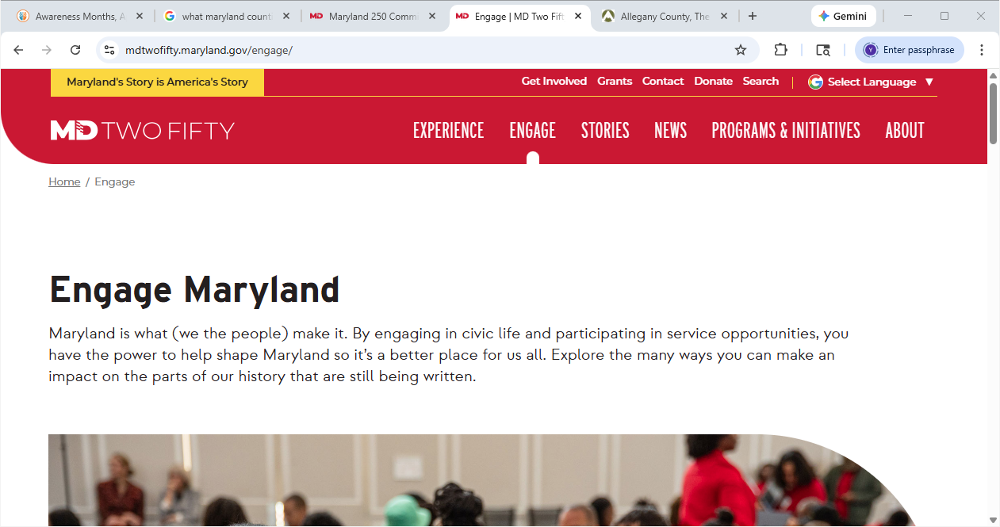 Awareness Months, A
what maryland counti
MD Maryland 250 Commi
MD Engage | MD Two Fift
Allegany County, The
Gemini
mdtwofifty.maryland.gov/engage/
Y Enter passphrase
Maryland's Story is America's Story
Get Involved Grants Contact Donate Search | Select Language ▼
MD TWO FIFTY
EXPERIENCE ENGAGE STORIES NEWS PROGRAMS & INITIATIVES ABOUT
Home / Engage
Engage Maryland
Maryland is what (we the people) make it. By engaging in civic life and participating in service opportunities, you
have the power to help shape Maryland so it's a better place for us all. Explore the many ways you can make an
impact on the parts of our history that are still being written.